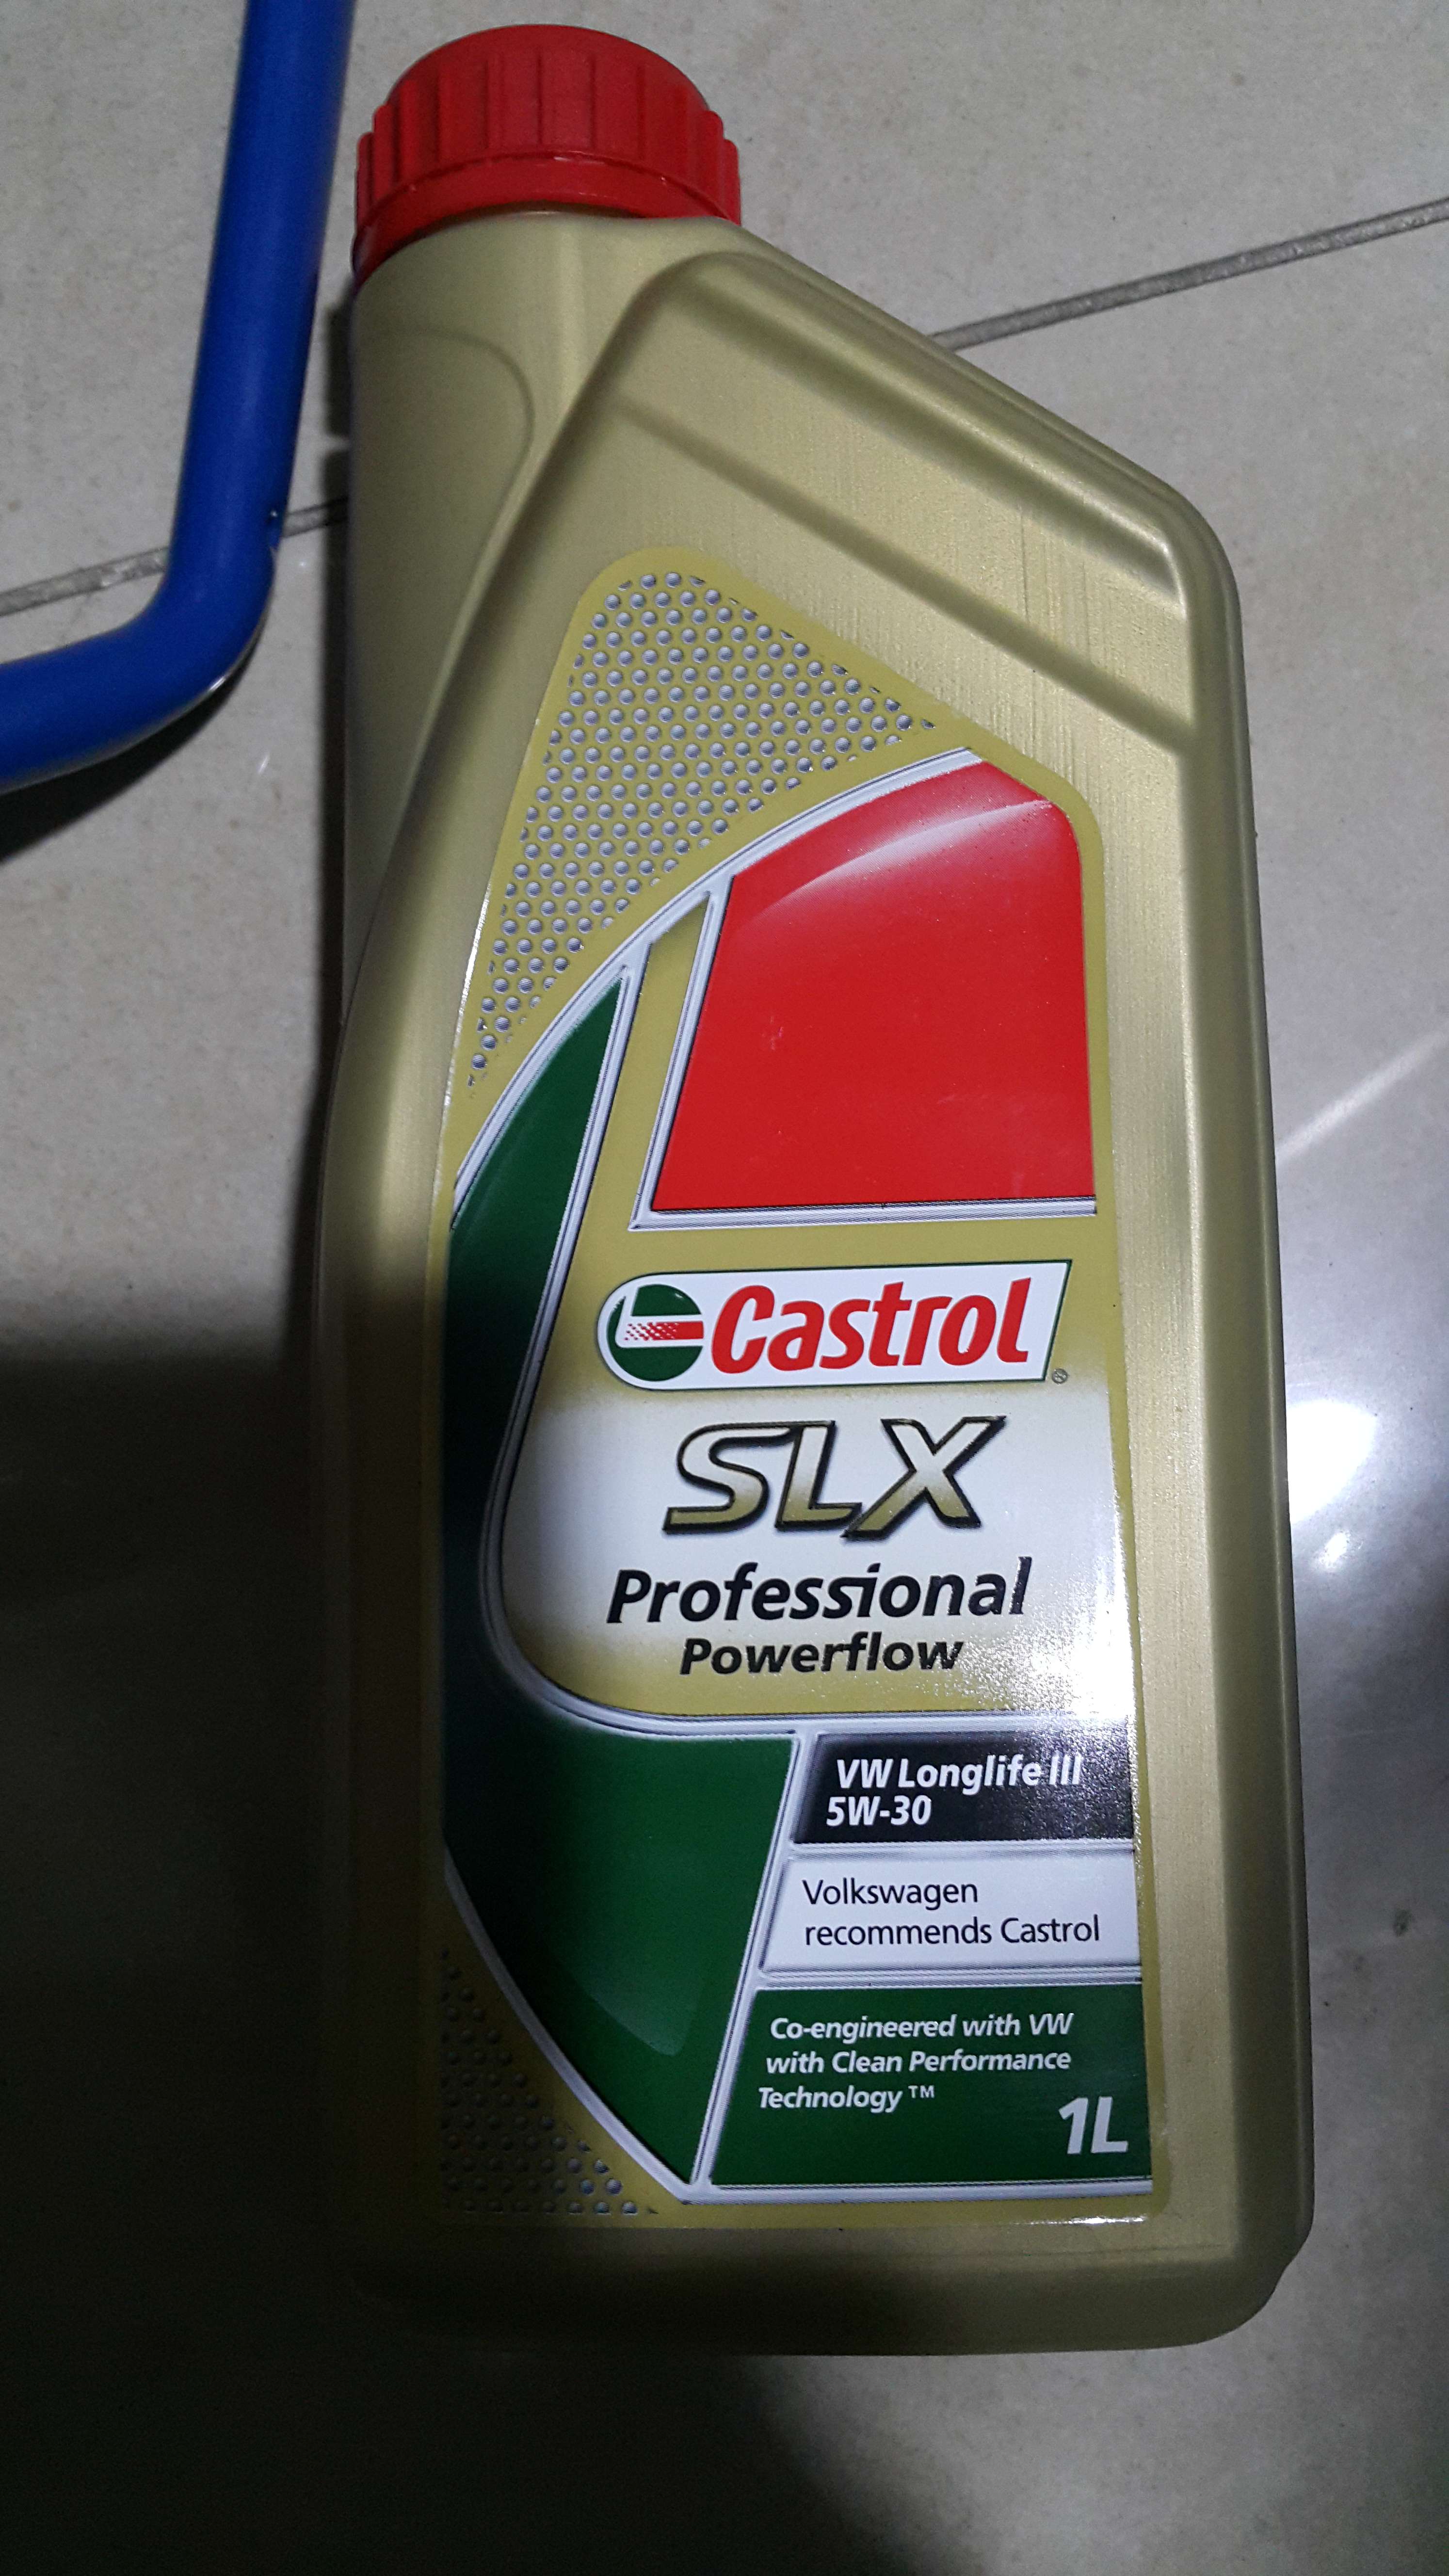 Castrol
SLX
Professional
Powerflow
VW Longlife III
5W-30
Volkswagen
recommends Castrol
Co-engineered with VW
with Clean Performance
Technology™
1L